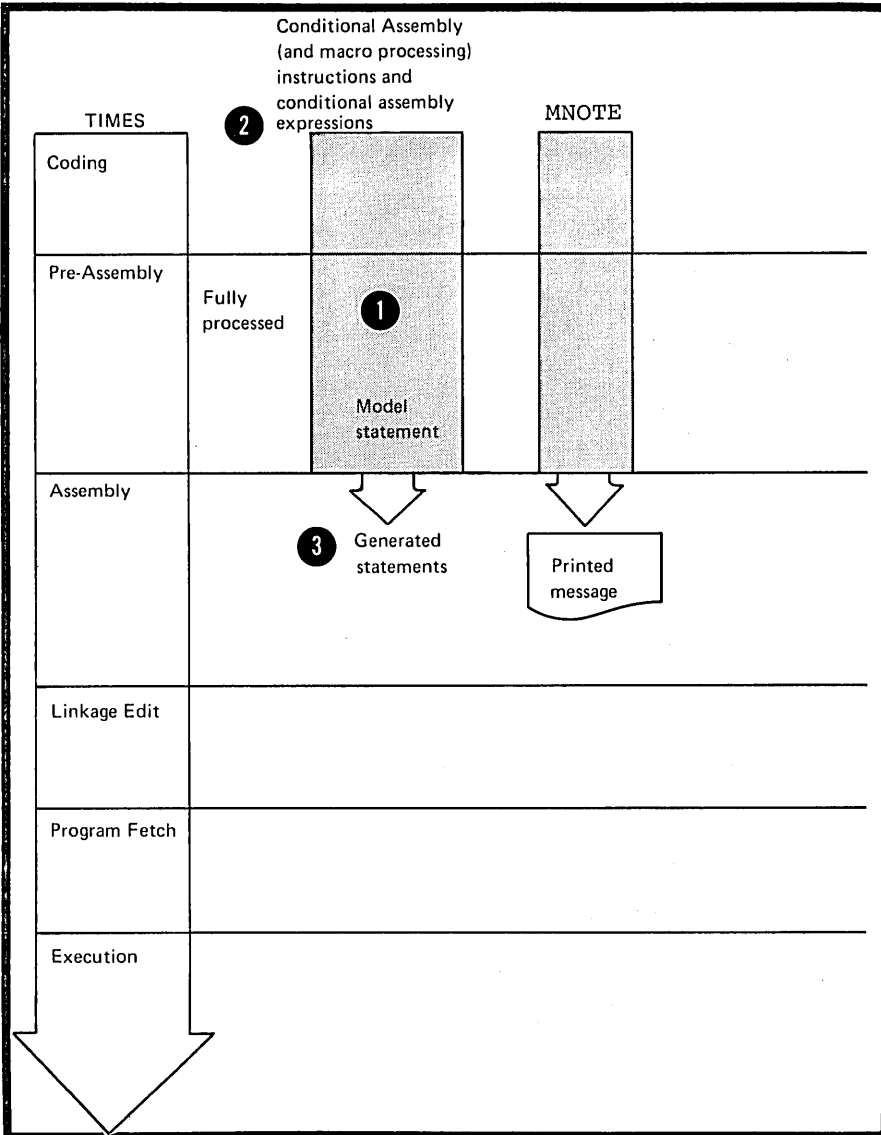 Conditional Assembly
(and macro processing)
instructions and
conditional assembly
expressions
2
TIMES
MNOTE
Coding
Pre-Assembly
Fully
processed
1
Model
statement
Assembly
3
Generated
statements
Printed
message
Linkage Edit
Program Fetch
Execution